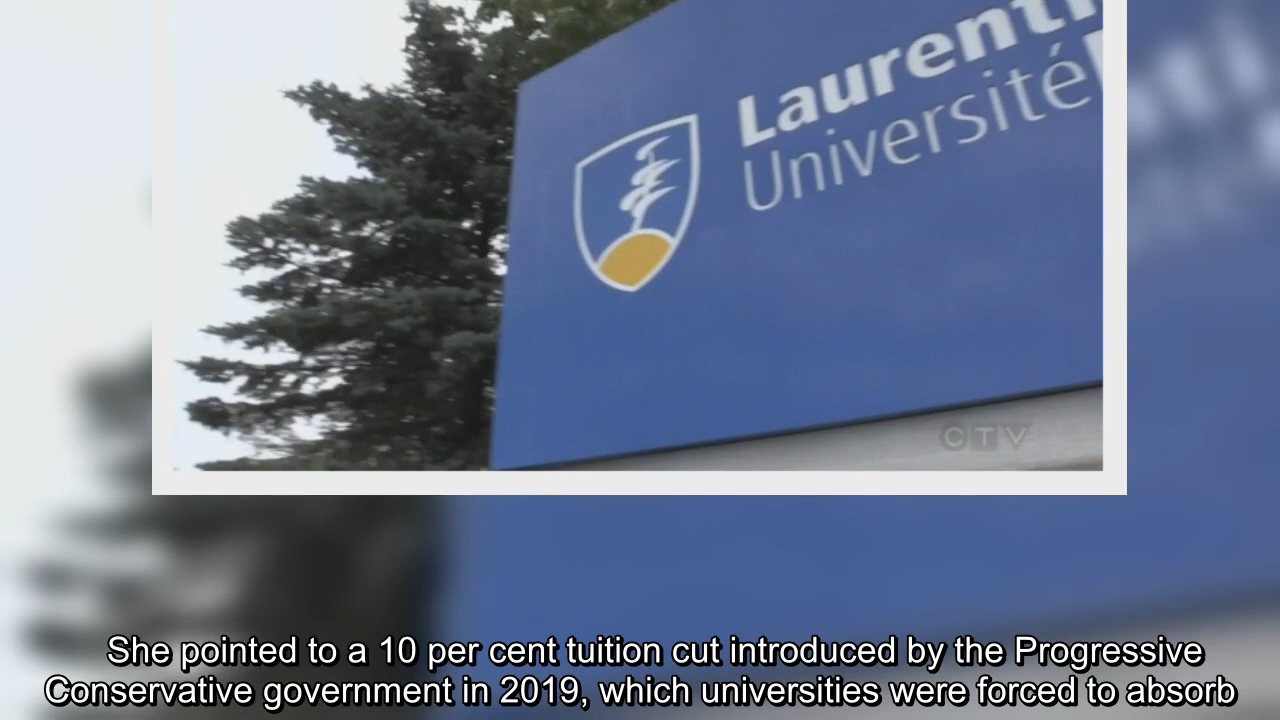 Laurenti
Université
CTV
She pointed to a 10 per cent tuition cut introduced by the Progressive
Conservative government in 2019, which universities were forced to absorb